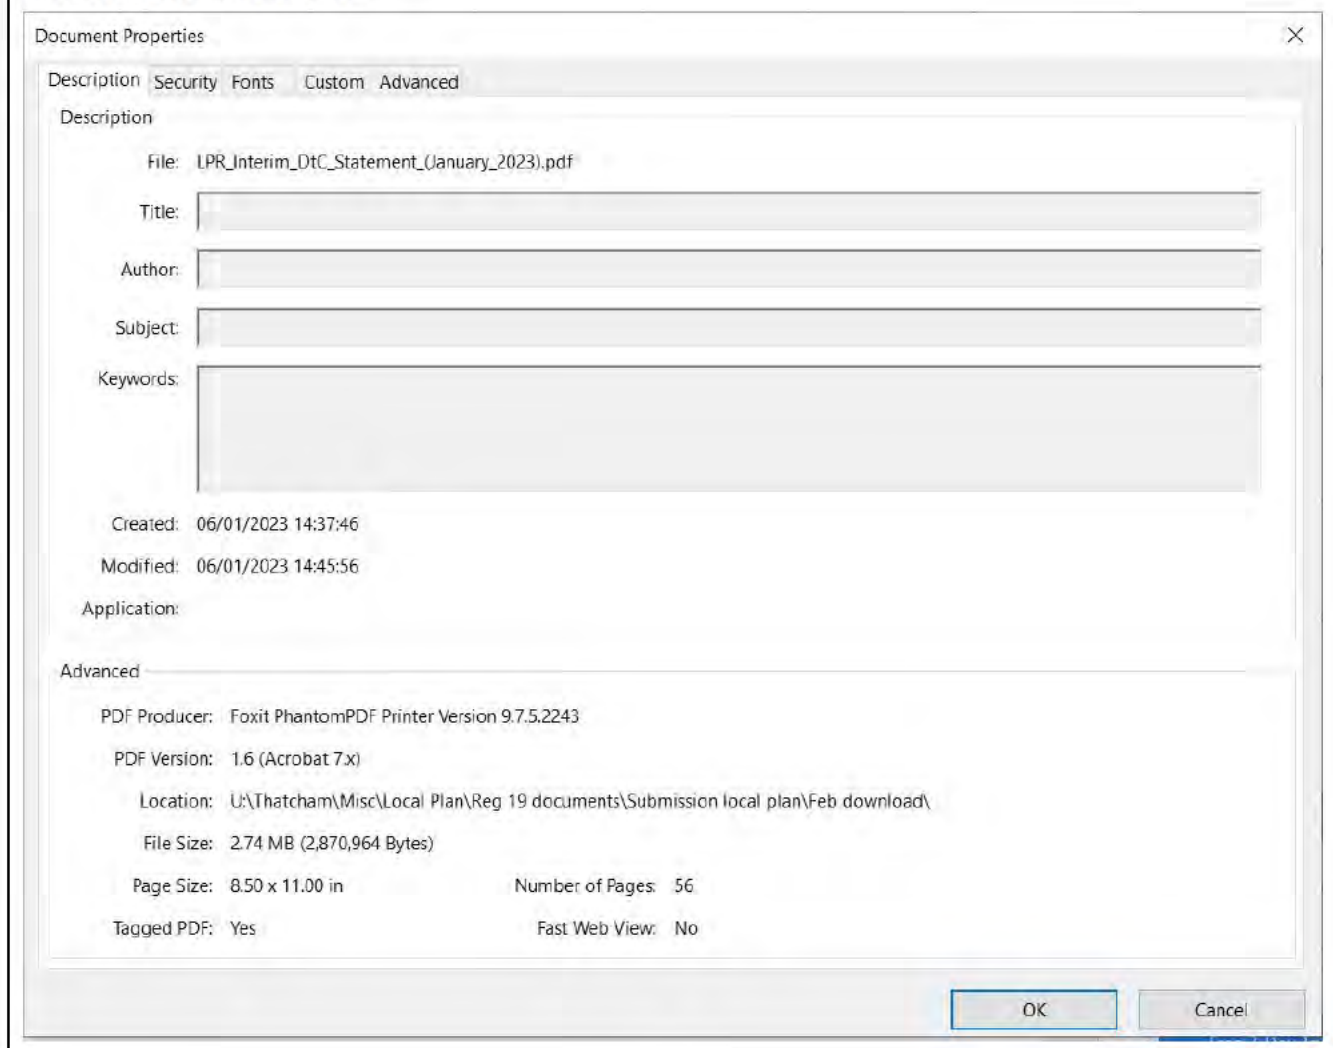 Document Properties
Description Security Fonts Custom Advanced
Description
File: LPR_Interim_DtC_Statement_(January_2023).pdf
Title:
Author:
Subject:
Keywords:
Created: 06/01/2023 14:37:46
Modified: 06/01/2023 14:45:56
Application:
Advanced
PDF Producer: Foxit PhantomPDF Printer Version 9.7.5.2243
PDF Version: 1.6 (Acrobat 7.x)
Location: U:\Thatcham\Misc\Local Plan\Reg 19 documents\Submission local plan\Feb download\
File Size: 2.74 MB (2,870,964 Bytes)
Page Size: 8.50 x 11.00 in Number of Pages: 56
Tagged PDF: Yes Fast Web View: No
OK Cancel